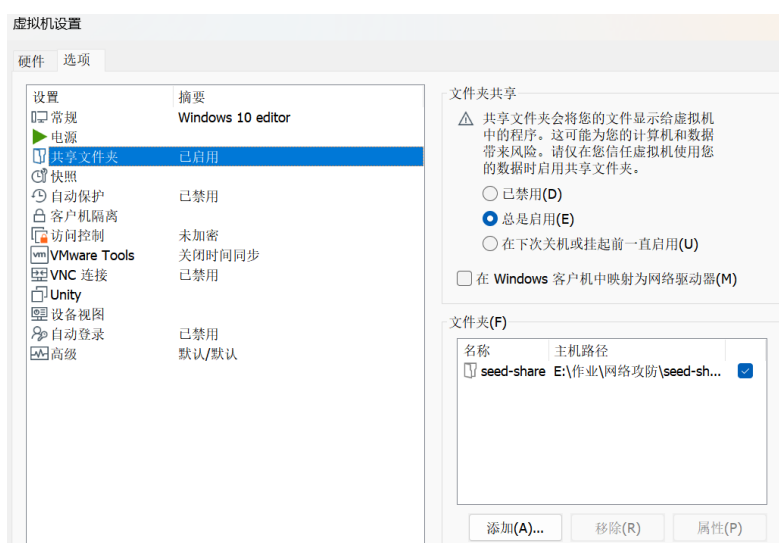 虚拟机设置
硬件 选项
设置 摘要
常规 Windows 10 editor
电源
共享文件夹 已启用
快照
自动保护 已禁用
客户机隔离
访问控制 未加密
vm VMware Tools 关闭时间同步
VNC 连接 已禁用
Unity
设备视图
自动登录 已禁用
高级 默认/默认
文件夹共享
共享文件夹会将您的文件显示给虚拟机
中的程序。这可能为您的计算机和数据
带来风险。请仅在您信任虚拟机使用您
的数据时启用共享文件夹。
已禁用(D)
总是启用(E)
在下次关机或挂起前一直启用(U)
在 Windows 客户机中映射为网络驱动器(M)
文件夹(F)
名称 主机路径
seed-share E:\作业\网络攻防\seed-sh...
添加(A)... 移除(R) 属性(P)